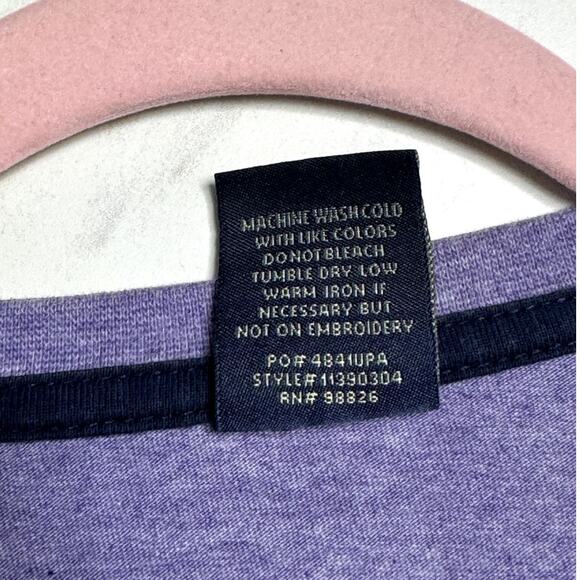 MACHINE WASH COLD
WITH LIKE COLORS
DO NOT BLEACH
TUMBLE DRY LOW
WARM IRON IF
NECESSARY BUT
NOT ON EMBROIDERY
PO# 4841UPA
STYLE# 11390304
RN# 98826